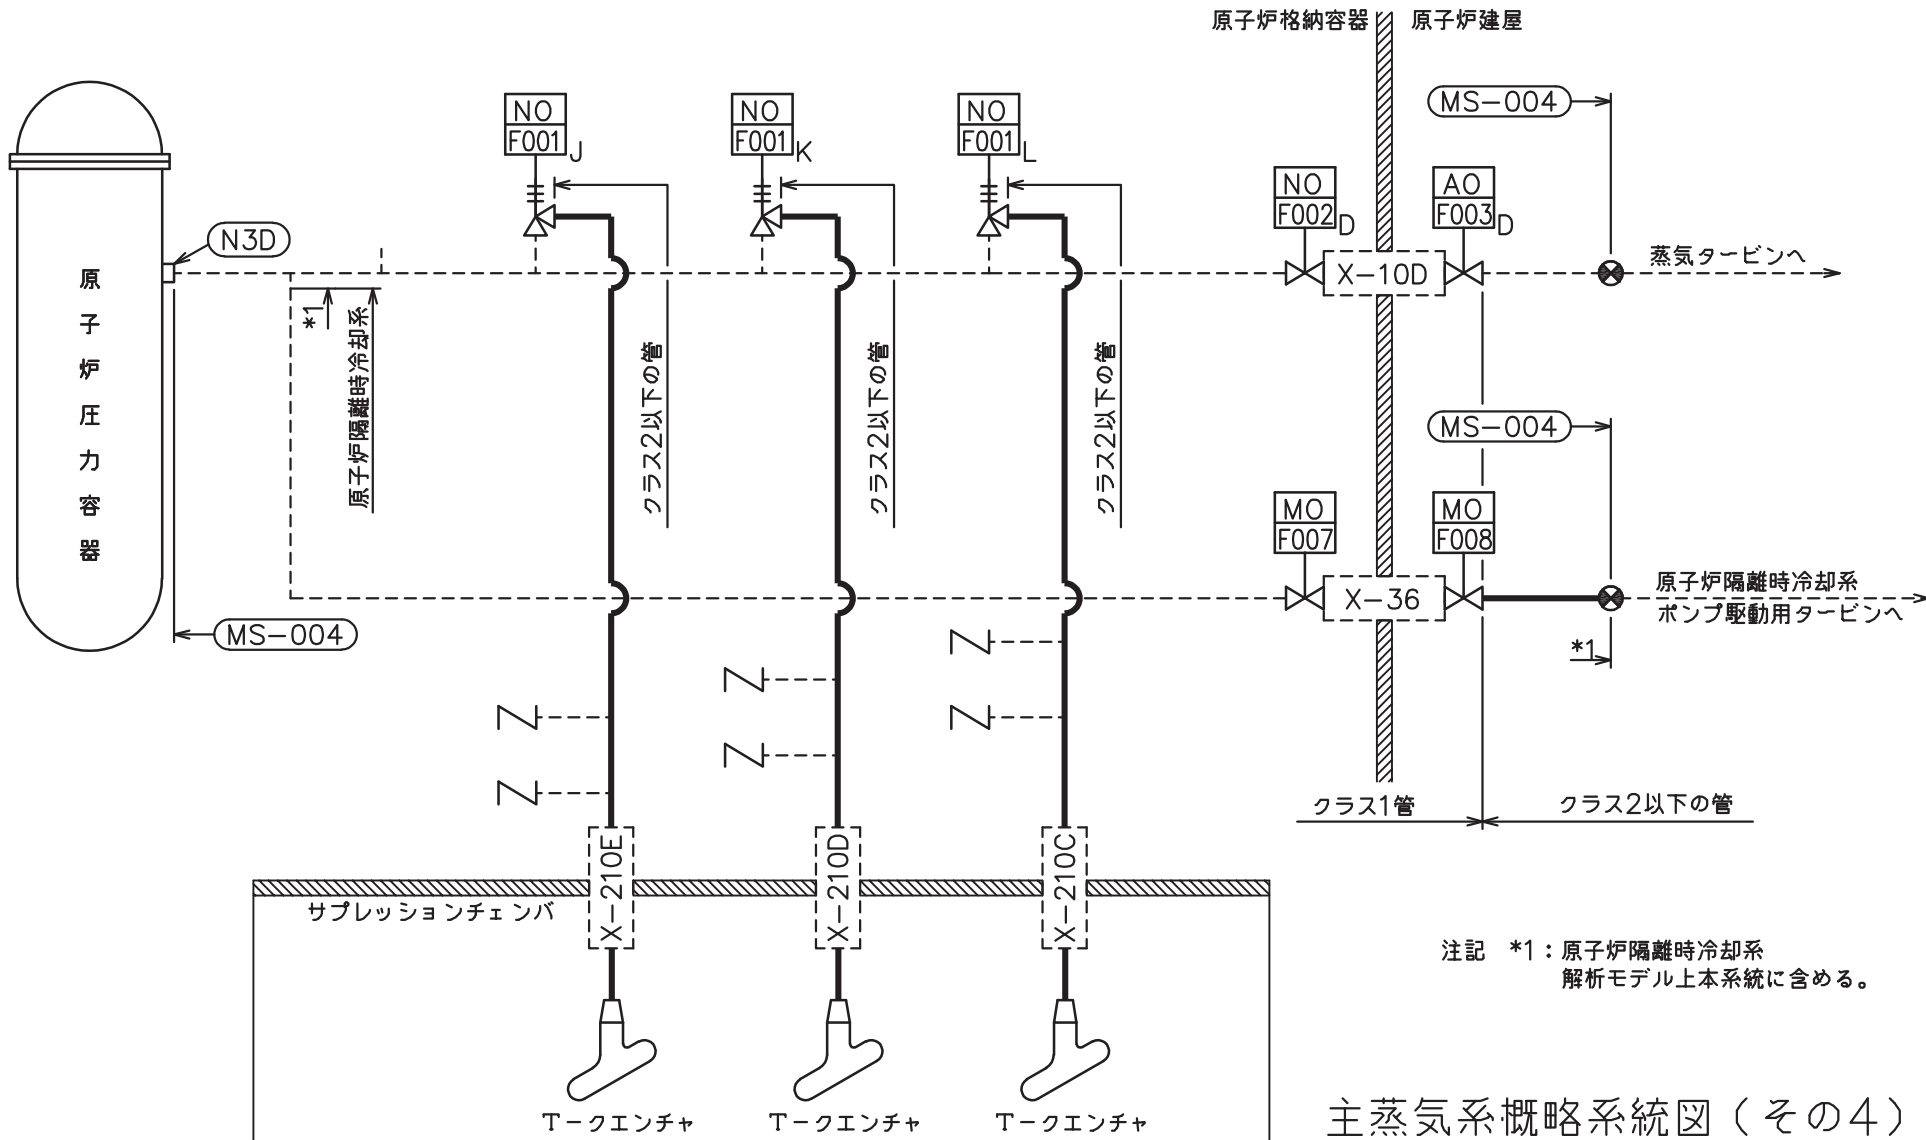 原子炉格納容器
原子炉建屋
MS-004
NO
F001
J
NO
F001
K
NO
F001
L
NO
F002
D
AO
F003
D
N3D
X-10D
蒸気タービンへ
*1
原子炉隔離時冷却系
クラス2以下の管
クラス2以下の管
クラス2以下の管
原子炉圧力容器
MS-004
MO
F007
MO
F008
X-36
原子炉隔離時冷却系
ポンプ駆動用タービンへ
MS-004
*1
クラス1管
クラス2以下の管
X-210E
X-210D
X-210C
サプレッションチェンバ
注記 *1:原子炉隔離時冷却系
解析モデル上本系統に含める。
T-クエンチャ
T-クエンチャ
T-クエンチャ
主蒸気系概略系統図(その4)